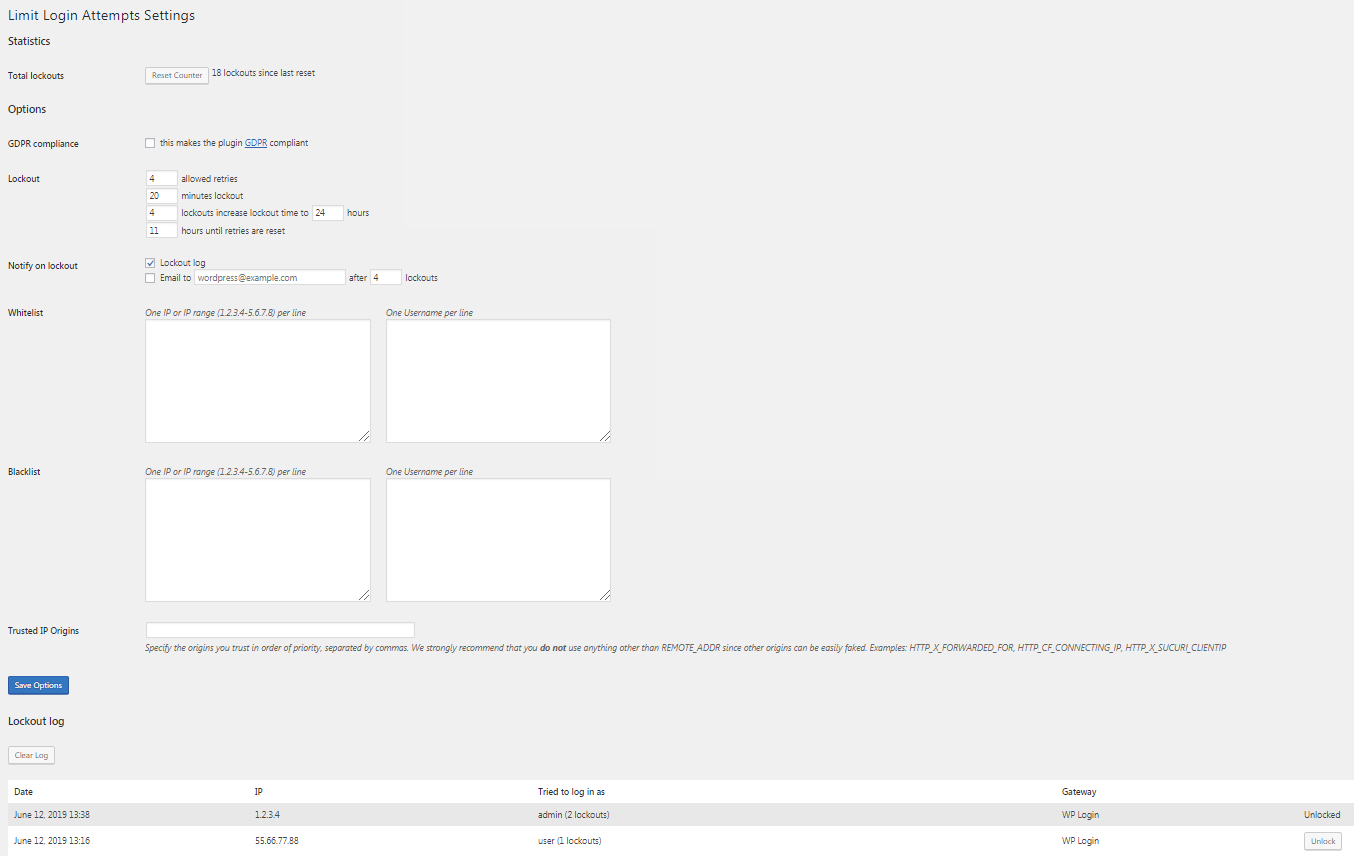 Limit Login Attempts Settings
Statistics
Total lockouts Reset Counter 18 lockouts since last reset
Options
GDPR compliance this makes the plugin GDPR compliant
Lockout 4 allowed retries
20 minutes lockout
4 lockouts increase lockout time to 24 hours
11 hours until retries are reset
Notify on lockout Lockout log
Email to wordpress@example.com after 4 lockouts
Whitelist One IP or IP range (1.2.3.4-5.6.7.8) per line One Username per line
Blacklist One IP or IP range (1.2.3.4-5.6.7.8) per line One Username per line
Trusted IP Origins
Specify the origins you trust in order of priority, separated by commas. We strongly recommend that you do not use anything other than REMOTE_ADDR since other origins can be easily faked. Examples: HTTP_X_FORWARDED_FOR, HTTP_CF_CONNECTING_IP, HTTP_X_SUCURI_CLIENTIP
Save Options
Lockout log
Clear Log
Date IP Tried to log in as Gateway
June 12, 2019 13:38 1.2.3.4 admin (2 lockouts) WP Login Unlocked
June 12, 2019 13:16 55.66.77.88 user (1 lockouts) WP Login Unlock